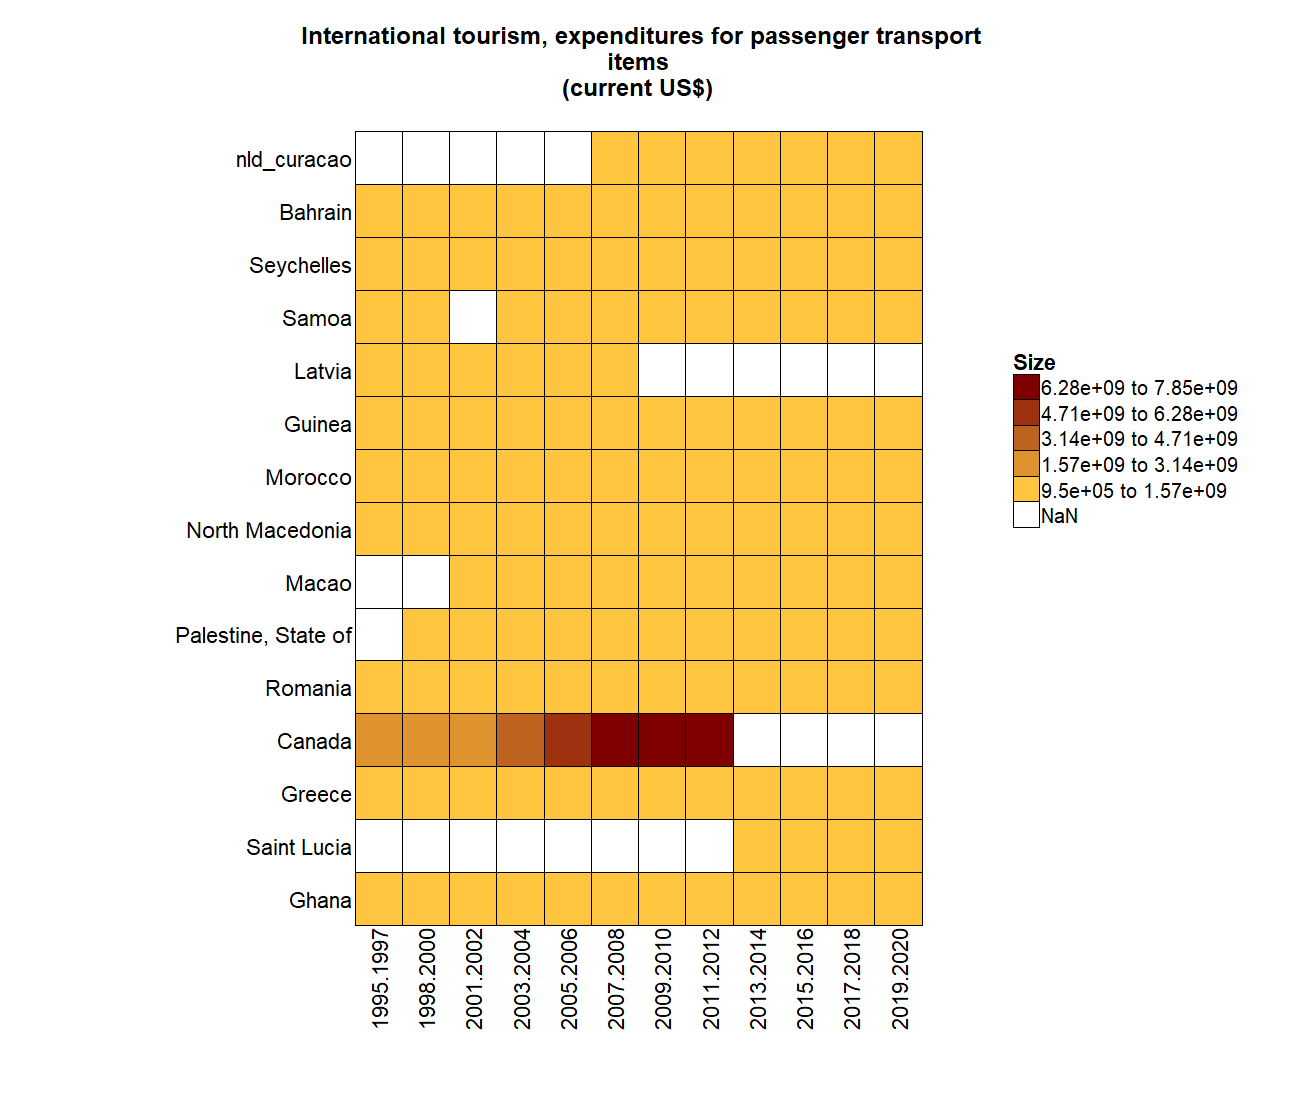 International tourism, expenditures for passenger transport
items
(current US$)
nld_curacao
Bahrain
Seychelles
Samoa
Latvia
Guinea
Morocco
North Macedonia
Macao
Palestine, State of
Romania
Canada
Greece
Saint Lucia
Ghana
1995.1997
1998.2000
2001.2002
2003.2004
2005.2006
2007.2008
2009.2010
2011.2012
2013.2014
2015.2016
2017.2018
2019.2020
Size
6.28e+09 to 7.85e+09
4.71e+09 to 6.28e+09
3.14e+09 to 4.71e+09
1.57e+09 to 3.14e+09
9.5e+05 to 1.57e+09
NaN